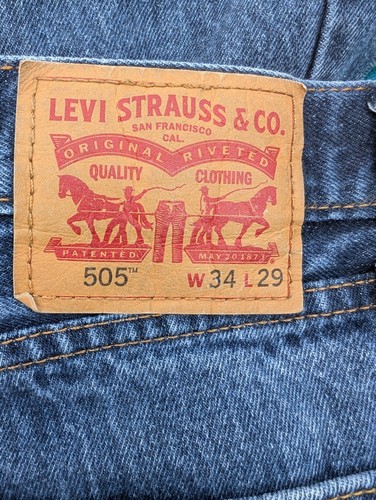 LEVI STRAUSS & CO.
SAN FRANCISCO
CAL.
ORIGINAL RIVETED
QUALITY CLOTHING
PATENTED MAY 20 1873
505™ W 34 L 29